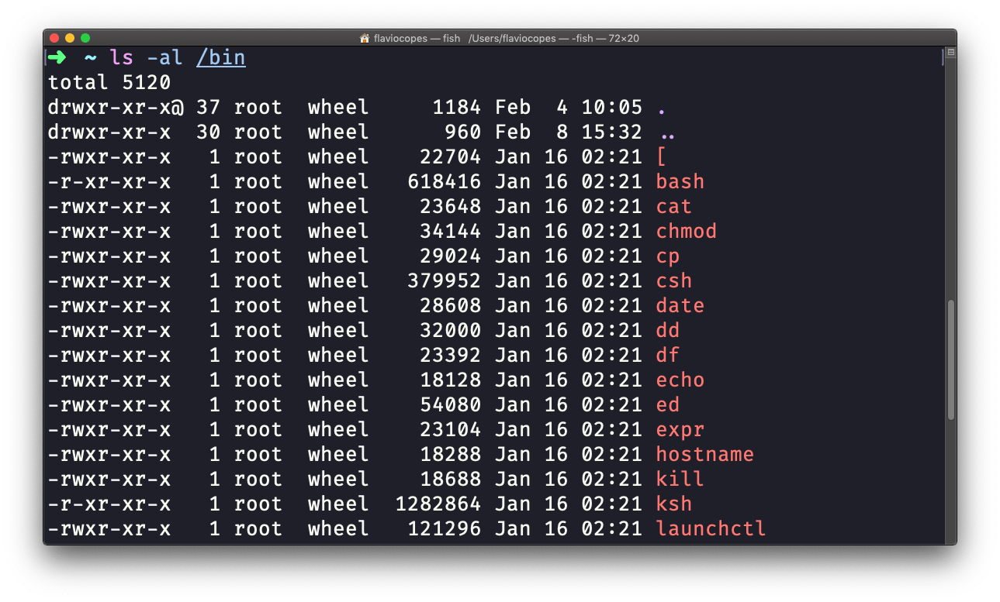 flaviocopes — fish   /Users/flaviocopes — -fish — 72×20
➜  ~ ls -al /bin
total 5120
drwxr-xr-x@ 37 root  wheel     1184 Feb  4 10:05 .
drwxr-xr-x  30 root  wheel      960 Feb  8 15:32 ..
-rwxr-xr-x   1 root  wheel    22704 Jan 16 02:21 [
-r-xr-xr-x   1 root  wheel   618416 Jan 16 02:21 bash
-rwxr-xr-x   1 root  wheel    23648 Jan 16 02:21 cat
-rwxr-xr-x   1 root  wheel    34144 Jan 16 02:21 chmod
-rwxr-xr-x   1 root  wheel    29024 Jan 16 02:21 cp
-rwxr-xr-x   1 root  wheel   379952 Jan 16 02:21 csh
-rwxr-xr-x   1 root  wheel    28608 Jan 16 02:21 date
-rwxr-xr-x   1 root  wheel    32000 Jan 16 02:21 dd
-rwxr-xr-x   1 root  wheel    23392 Jan 16 02:21 df
-rwxr-xr-x   1 root  wheel    18128 Jan 16 02:21 echo
-rwxr-xr-x   1 root  wheel    54080 Jan 16 02:21 ed
-rwxr-xr-x   1 root  wheel    23104 Jan 16 02:21 expr
-rwxr-xr-x   1 root  wheel    18288 Jan 16 02:21 hostname
-rwxr-xr-x   1 root  wheel    18688 Jan 16 02:21 kill
-r-xr-xr-x   1 root  wheel  1282864 Jan 16 02:21 ksh
-rwxr-xr-x   1 root  wheel   121296 Jan 16 02:21 launchctl